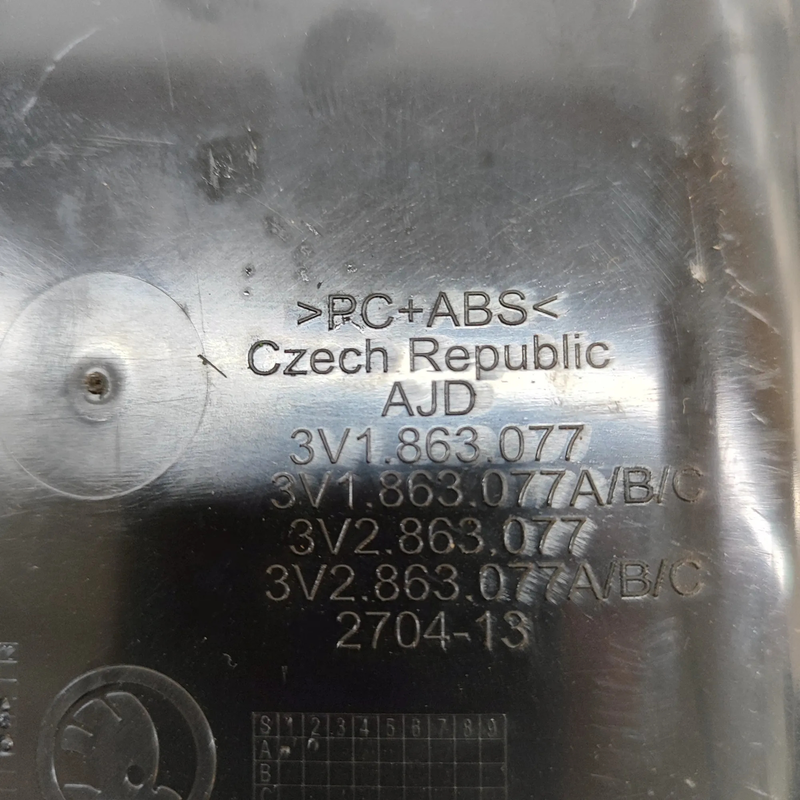 >PC+ABS<
Czech Republic
AJD
3V1.863.077
3V1.863.077A/B/C
3V2.863.077
3V2.863.077A/B/C
2704-13
S 1 2 3 4 5 6 7 8 9
A
B
C